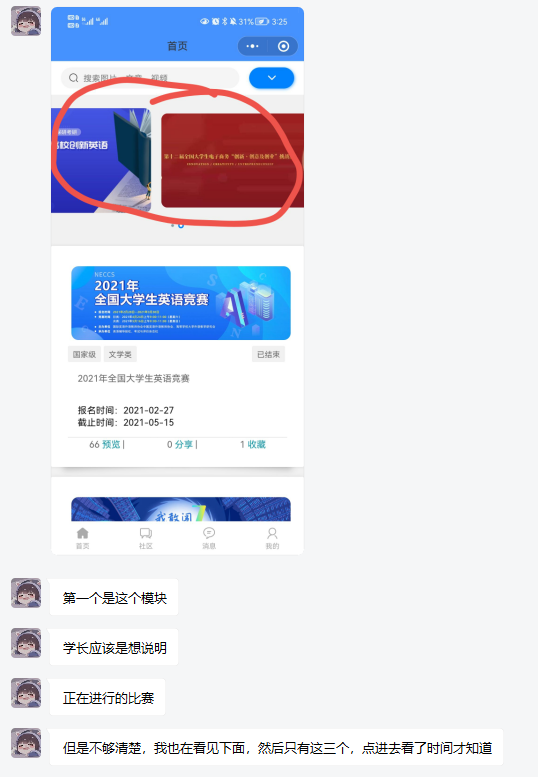 31% 3:25
首页
搜索图片、文章、视频
高校创新英语
第十二届全国大学生电子商务“创新、创意及创业”挑战
NECCS
2021年
全国大学生英语竞赛
国家级 文学类 已结束
2021年全国大学生英语竞赛
报名时间：2021-02-27
截止时间：2021-05-15
66 预览 | 0 分享 | 1 收藏
我敢闯
首页 社区 消息 我的
第一个是这个模块
学长应该是想说明
正在进行的比赛
但是不够清楚，我也在看见下面，然后只有这三个，点进去看了时间才知道